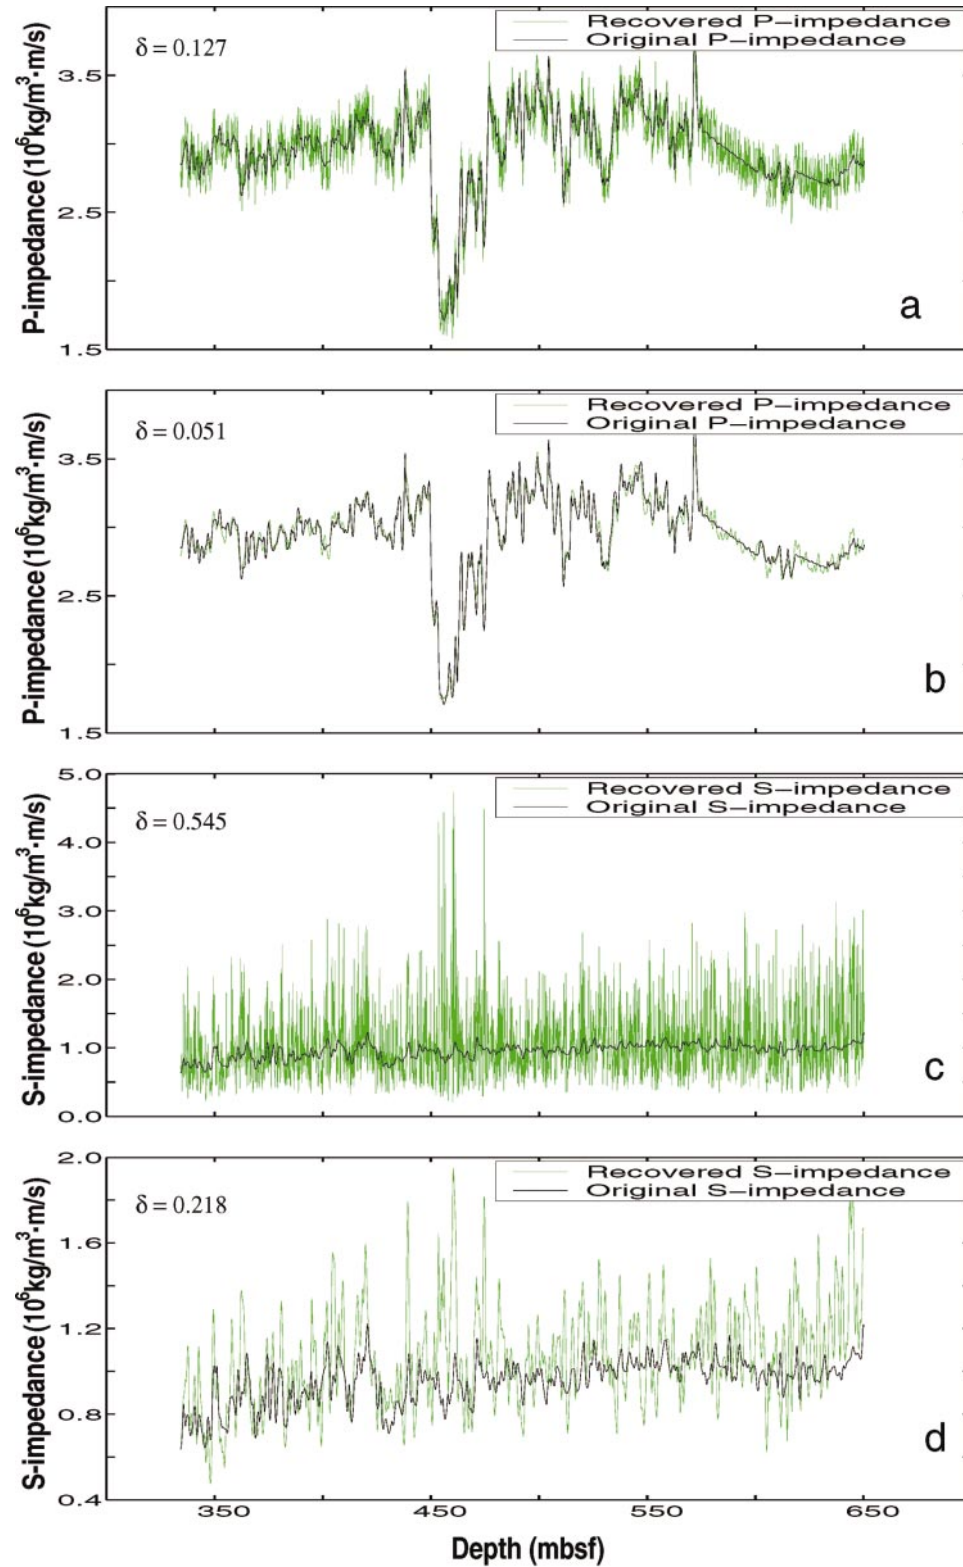 Recovered P-impedance
Original P-impedance
δ = 0.127
3.5
2.5
1.5
P-impedance (10⁶kg/m³·m/s)
a
Recovered P-impedance
Original P-impedance
δ = 0.051
3.5
2.5
1.5
P-impedance (10⁶kg/m³·m/s)
b
Recovered S-impedance
Original S-impedance
δ = 0.545
5.0
4.0
3.0
2.0
1.0
0.0
S-impedance (10⁶kg/m³·m/s)
c
Recovered S-impedance
Original S-impedance
δ = 0.218
2.0
1.6
1.2
0.8
0.4
S-impedance (10⁶kg/m³·m/s)
d
350 450 550 650
Depth (mbsf)